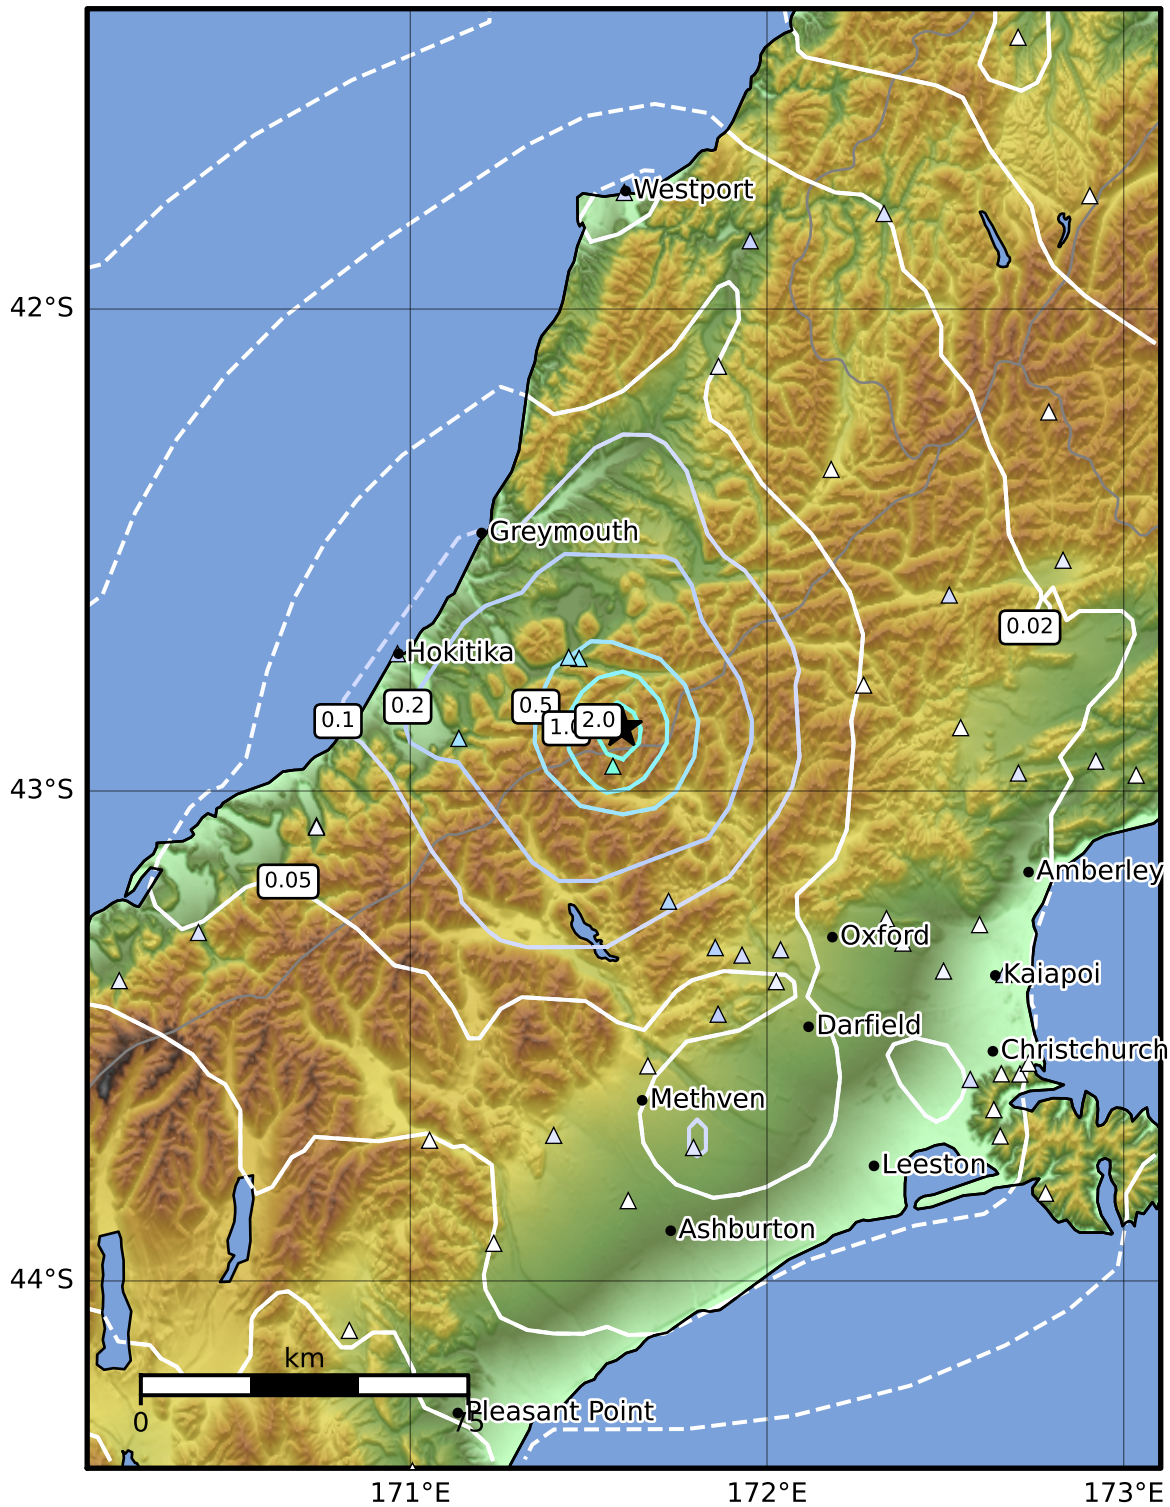 Westport
42°S
Greymouth
0.02
Hokitika
0.1
0.2
0.5
2.0
43°S
Amberley
0.05
Oxford
Kaiapoi
Darfield
Christchurch
Methven
Leeston
Ashburton
44°S
km
0
75
Pleasant Point
171°E
172°E
173°E